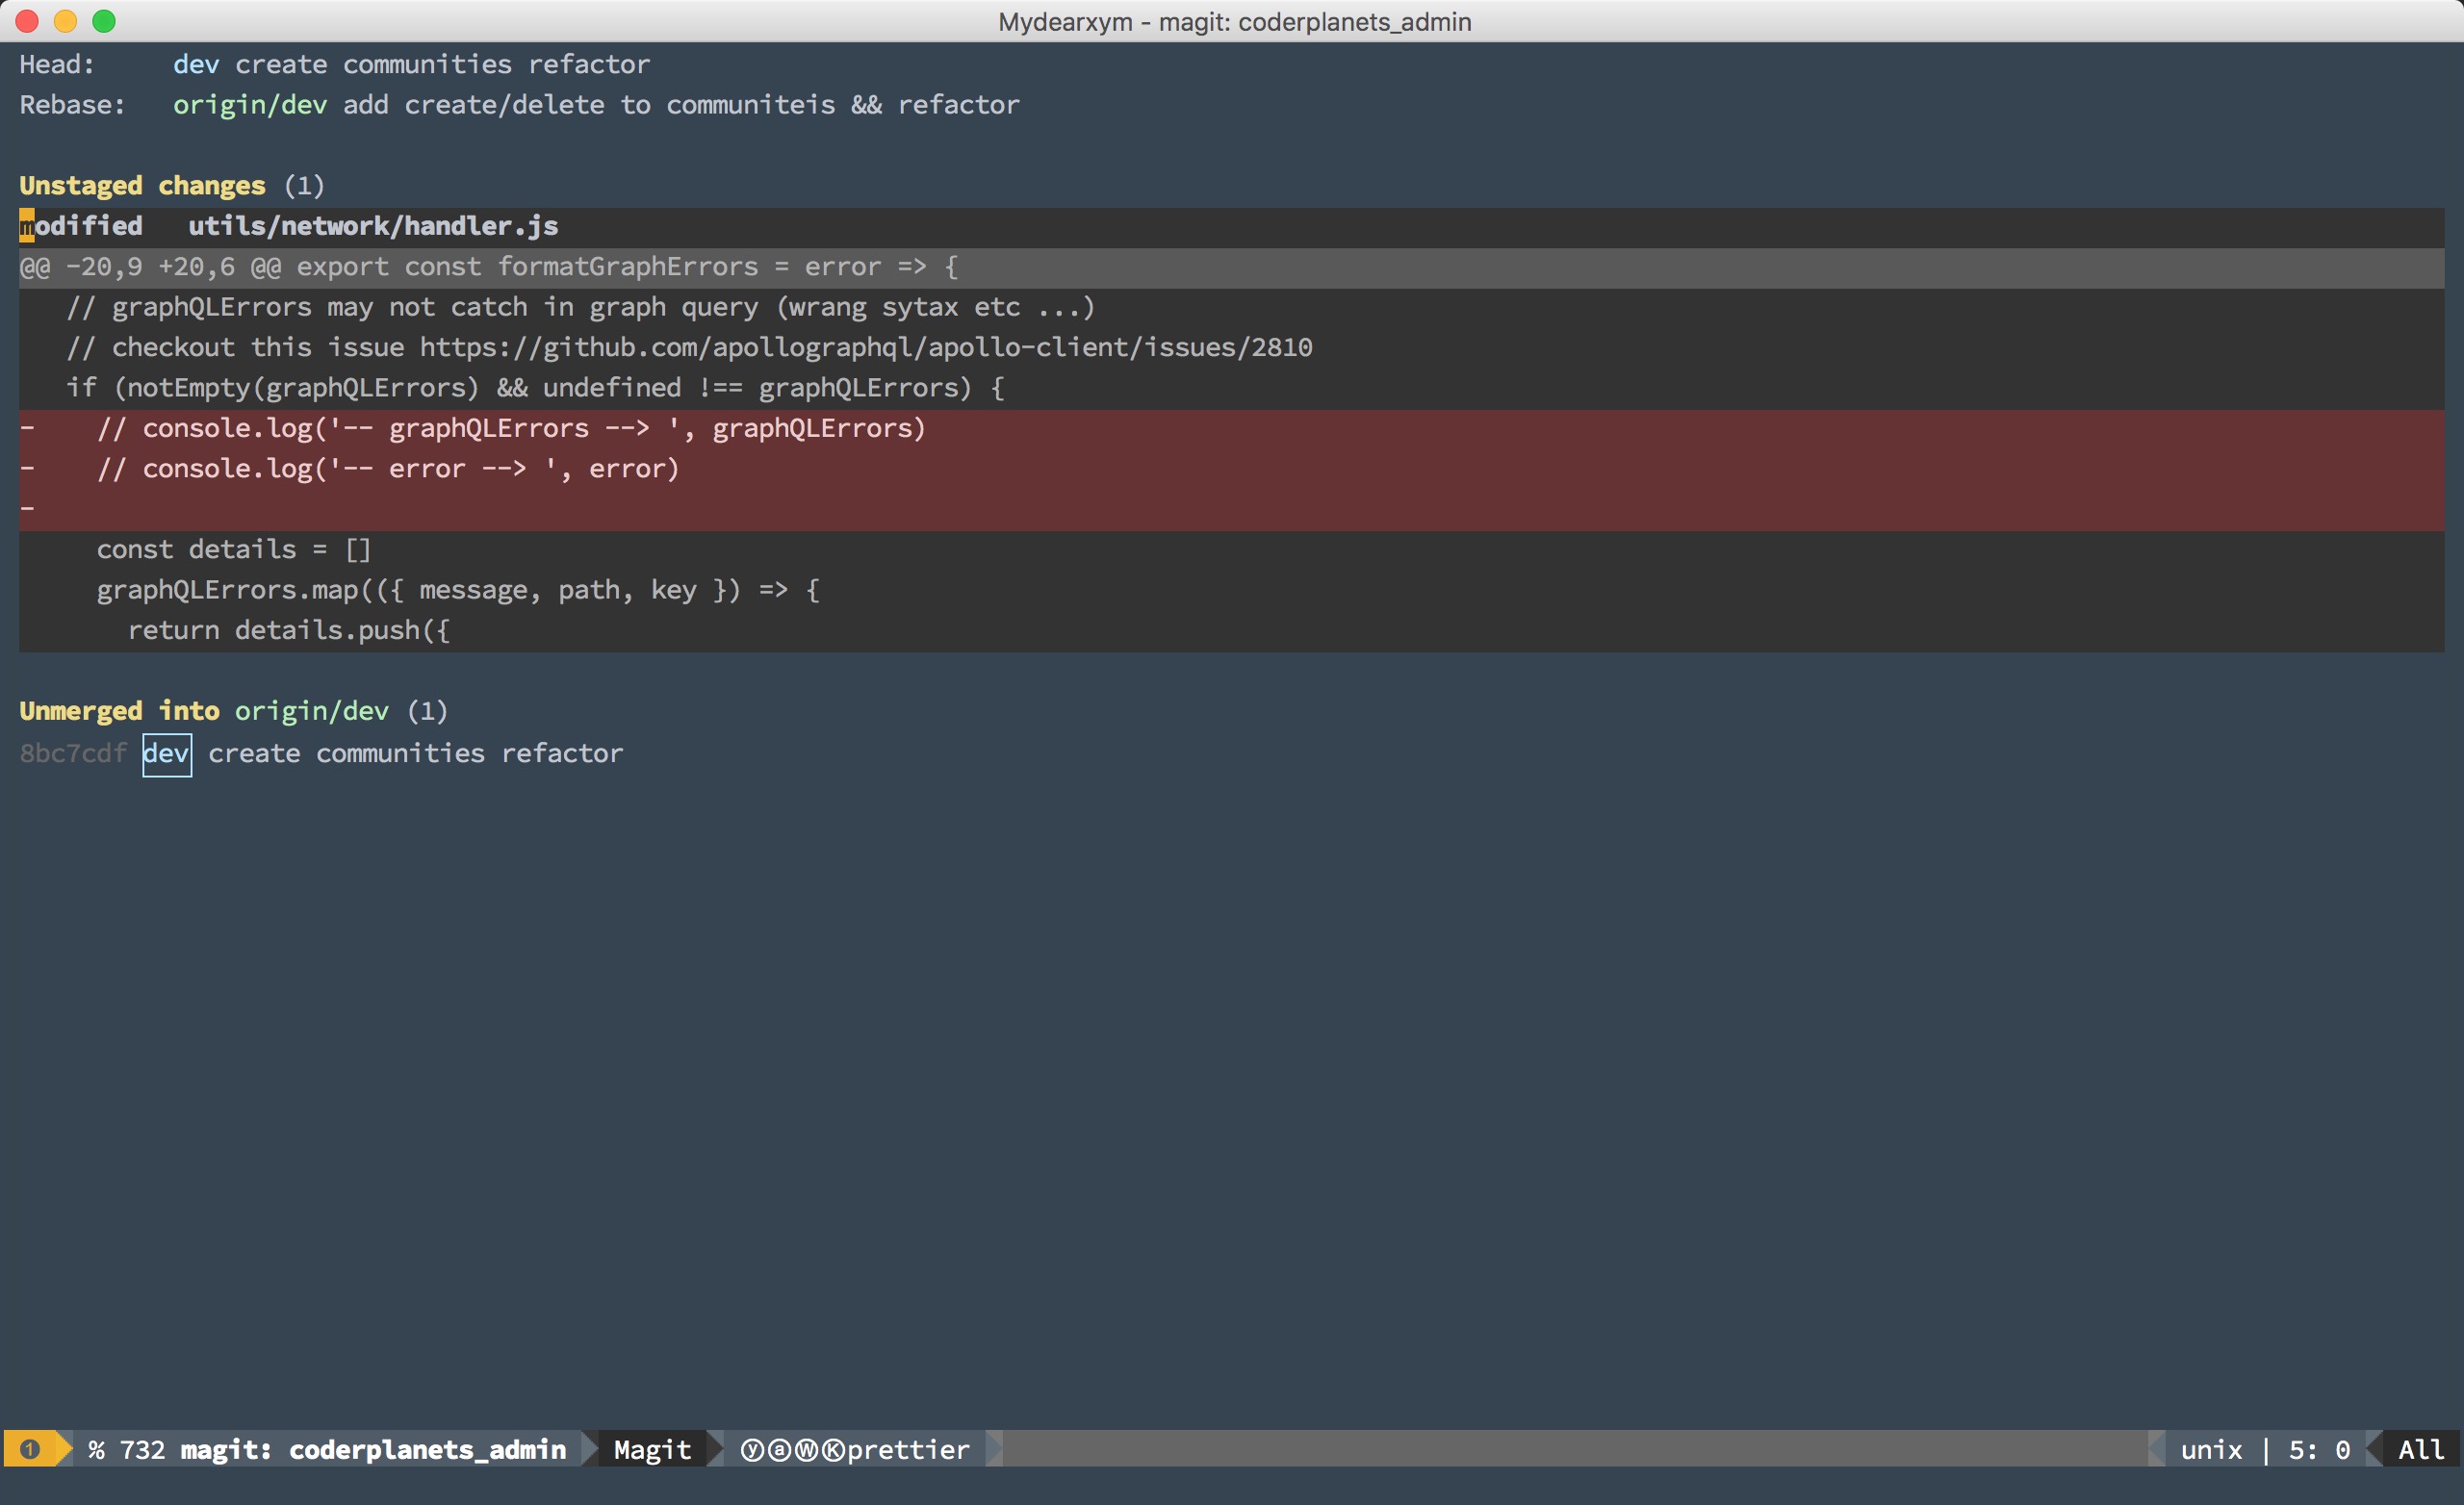 Mydearxym - magit: coderplanets_admin
Head:     dev create communities refactor
Rebase:   origin/dev add create/delete to communiteis && refactor
Unstaged changes (1)
modified   utils/network/handler.js
@@ -20,9 +20,6 @@ export const formatGraphErrors = error => {
   // graphQLErrors may not catch in graph query (wrang sytax etc ...)
   // checkout this issue https://github.com/apollographql/apollo-client/issues/2810
   if (notEmpty(graphQLErrors) && undefined !== graphQLErrors) {
-    // console.log('-- graphQLErrors --> ', graphQLErrors)
-    // console.log('-- error --> ', error)
-
     const details = []
     graphQLErrors.map(({ message, path, key }) => {
       return details.push({
Unmerged into origin/dev (1)
8bc7cdf dev create communities refactor
❶ % 732 magit: coderplanets_admin Magit ⓨⓐⓌⓀprettier unix | 5: 0 All